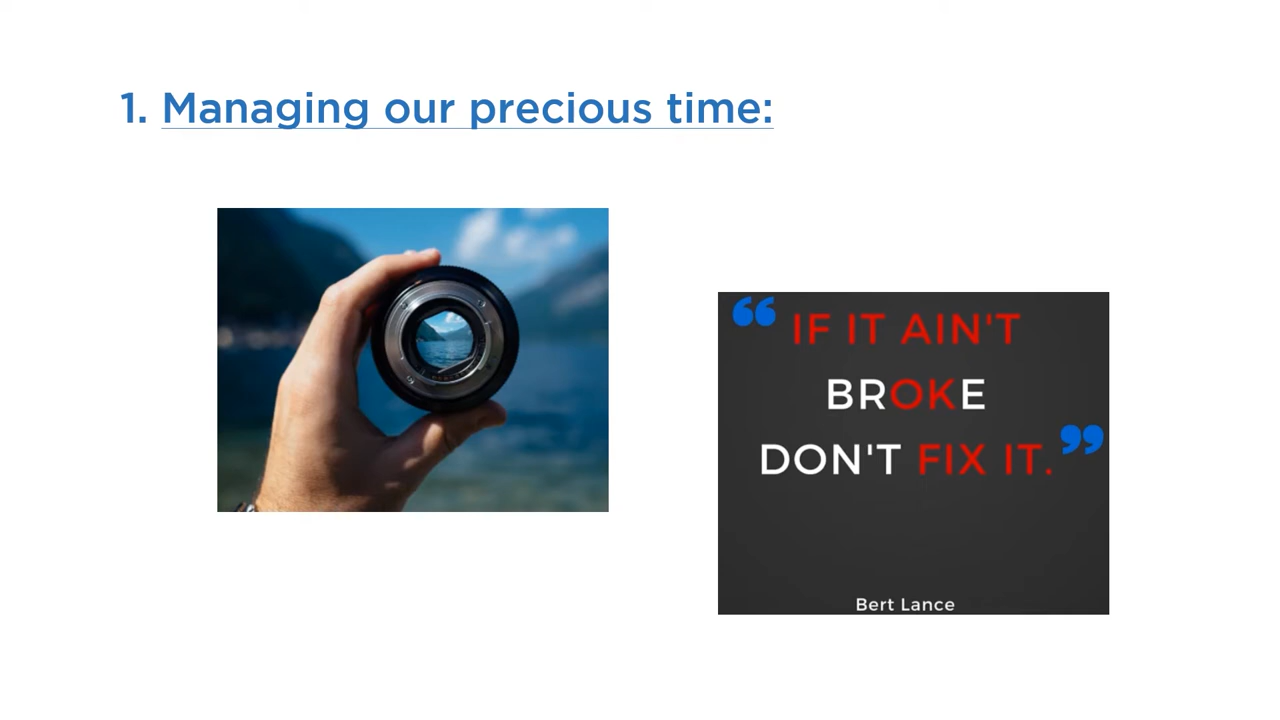 1. Managing our precious time:
“ IF IT AIN'T
BROKE
DON'T FIX IT. ”
Bert Lance